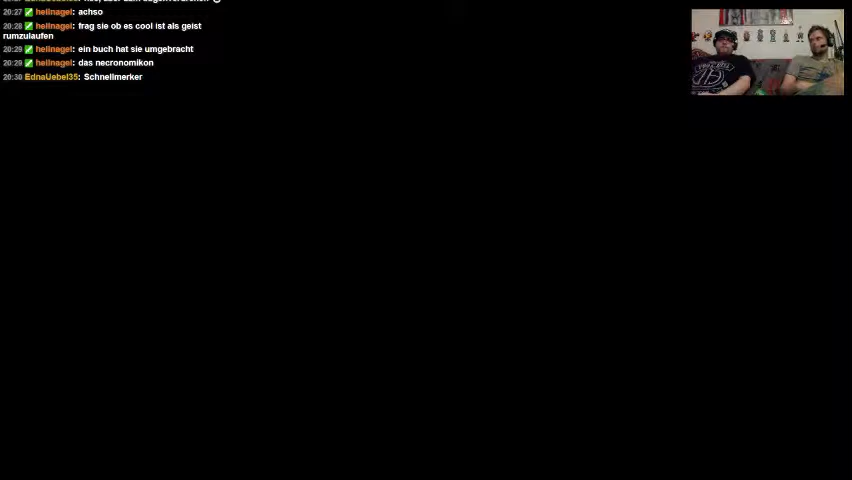 20:27 hellnagel: achso
20:28 hellnagel: frag sie ob es cool ist als geist
rumzulaufen
20:29 hellnagel: ein buch hat sie umgebracht
20:29 hellnagel: das necronomikon
20:30 EdnaUebel35: Schnellmerker